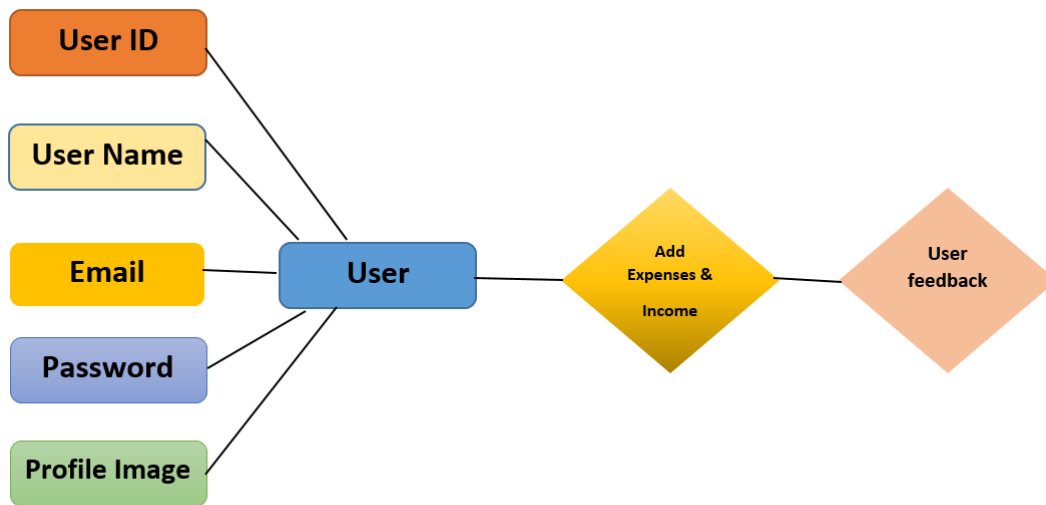 User ID
User Name
Email
Password
Profile Image
User
Add
Expenses &
Income
User
feedback